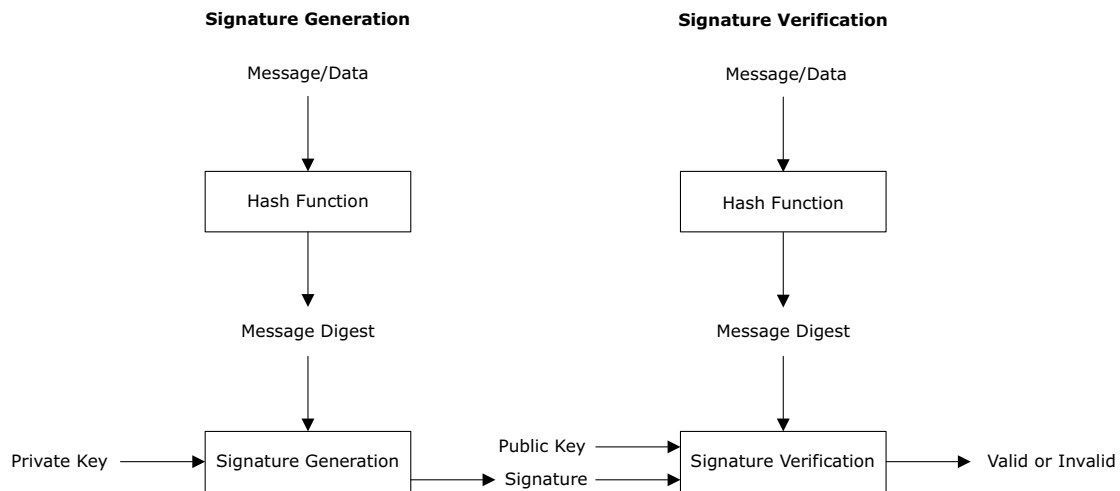 Signature Generation
Signature Verification
Message/Data
Message/Data
Hash Function
Hash Function
Message Digest
Message Digest
Private Key
Signature Generation
Public Key
Signature
Signature Verification
Valid or Invalid